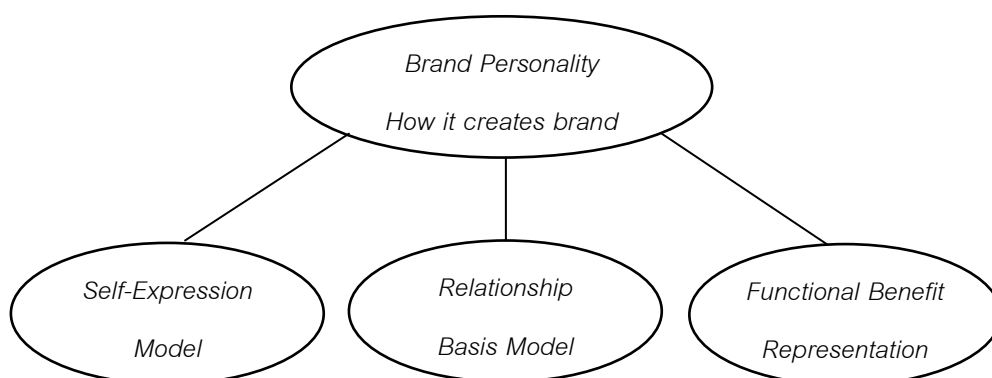 Brand Personality
How it creates brand
Self-Expression
Model
Relationship
Basis Model
Functional Benefit
Representation